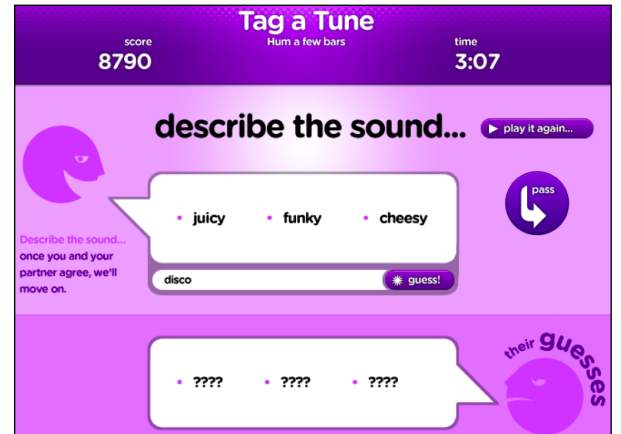 Tag a Tune
Hum a few bars
score
8790
time
3:07
describe the sound...
play it again...
pass
• juicy • funky • cheesy
Describe the sound...
once you and your
partner agree, we'll
move on.
disco
guess!
their guesses
• ???? • ???? • ????